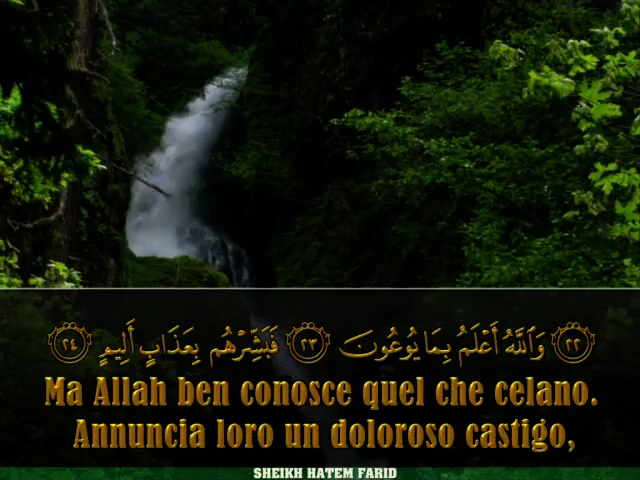 ﴿٢٢﴾ وَٱللَّهُ أَعْلَمُ بِمَا يُوعُونَ ﴿٢٣﴾ فَبَشِّرْهُم بِعَذَابٍ أَلِيمٍ ﴿٢٤﴾
Ma Allah ben conosce quel che celano.
Annuncia loro un doloroso castigo,
SHEIKH HATEM FARID